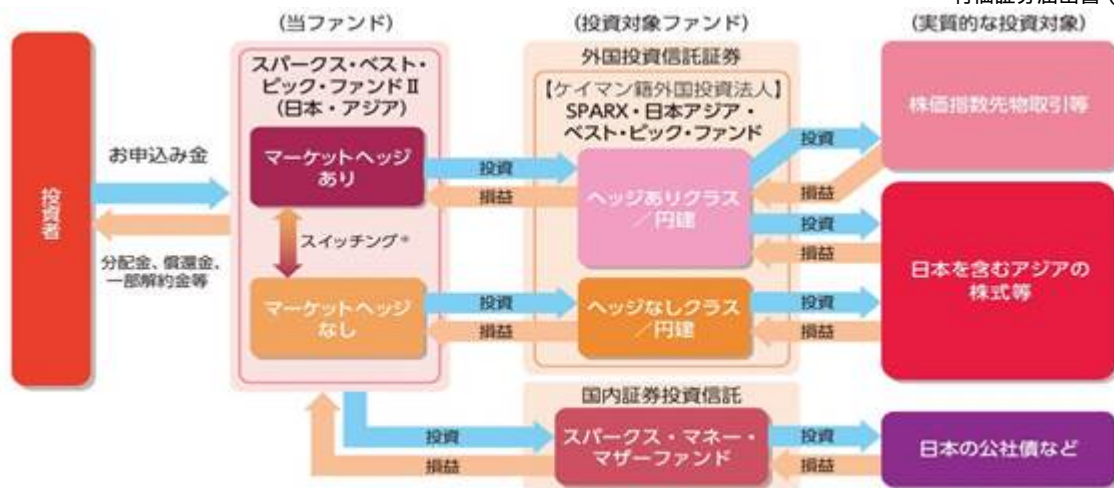 (当ファンド)
(投資対象ファンド)
(実質的な投資対象)
投資者
お申込み金
分配金、償還金、
一部解約金等
スパークス・ベスト・
ピック・ファンドⅡ
(日本・アジア)
マーケットヘッジ
あり
スイッチング※
マーケットヘッジ
なし
投資
損益
投資
損益
外国投資信託証券
【ケイマン籍外国投資法人】
SPARX・日本アジア・
ベスト・ピック・ファンド
ヘッジありクラス
/円建
ヘッジなしクラス
/円建
投資
損益
投資
損益
投資
損益
株価指数先物取引等
日本を含むアジアの
株式等
投資
損益
国内証券投資信託
スパークス・マネー・
マザーファンド
投資
損益
日本の公社債など